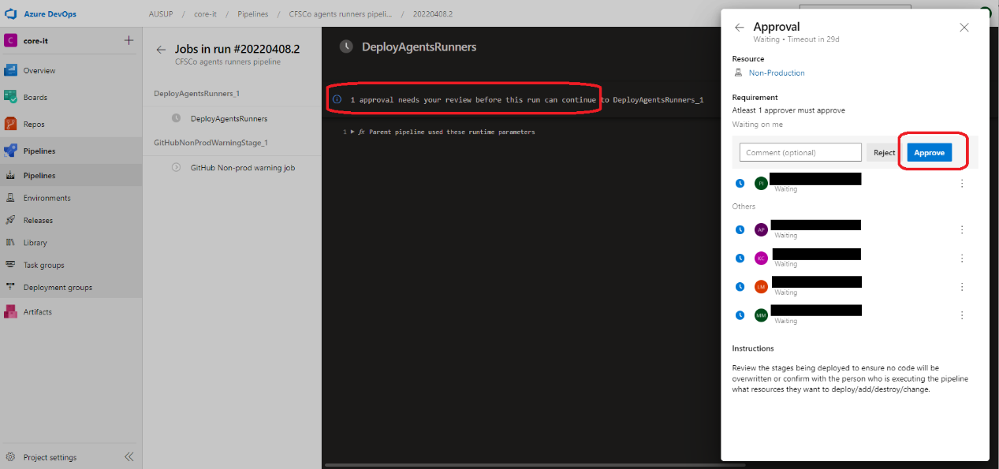 Azure DevOps
AUSUP / core-it / Pipelines / CFSCo agents runners pipeli... / 20220408.2
C core-it
Overview
Boards
Repos
Pipelines
Pipelines
Environments
Releases
Library
Task groups
Deployment groups
Artifacts
Project settings
Jobs in run #20220408.2
CFSCo agents runners pipeline
DeployAgentsRunners_1
DeployAgentsRunners
GitHubNonProdWarningStage_1
GitHub Non-prod warning job
DeployAgentsRunners
1 approval needs your review before this run can continue to DeployAgentsRunners_1
1 fx Parent pipeline used these runtime parameters
Approval
Waiting • Timeout in 29d
Resource
Non-Production
Requirement
Atleast 1 approver must approve
Waiting on me
Comment (optional) Reject Approve
PI
Waiting
Others
AP
Waiting
KC
Waiting
LM
Waiting
MM
Waiting
Instructions
Review the stages being deployed to ensure no code will be
overwritten or confirm with the person who is executing the pipeline
what resources they want to deploy/add/destroy/change.